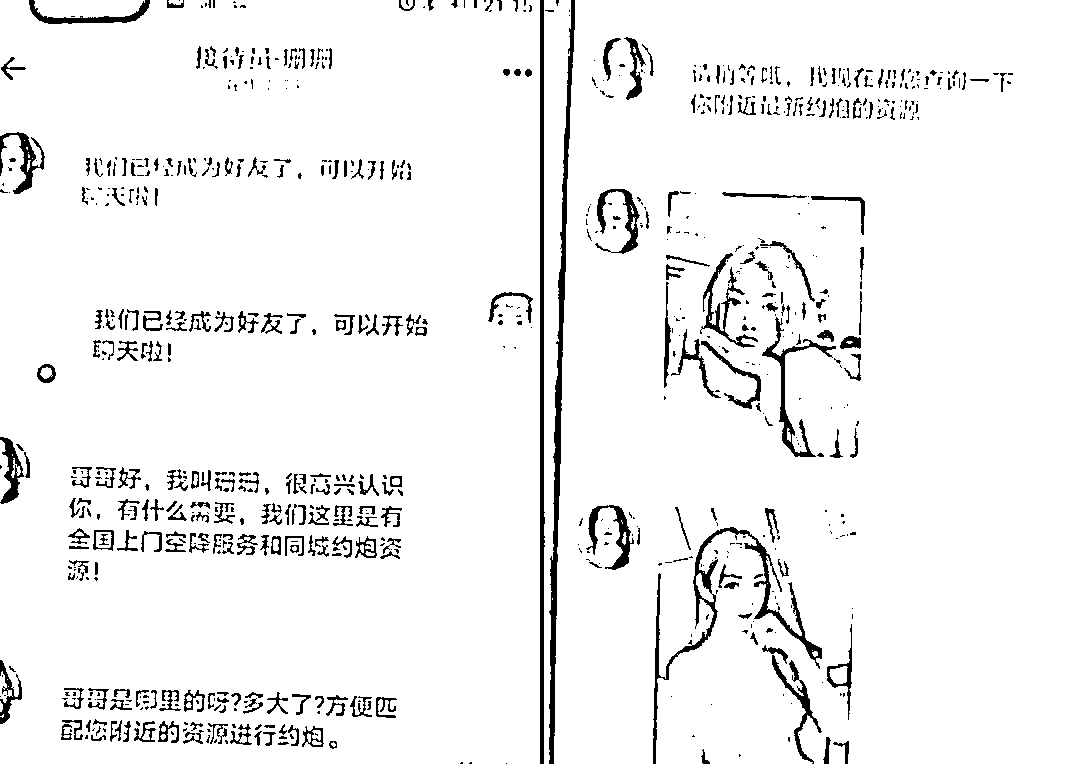 接待员-珊珊
我们已经成为好友了，可以开始
聊天啦！
我们已经成为好友了，可以开始
聊天啦！
哥哥好，我叫珊珊，很高兴认识
你，有什么需要，我们这里是有
全国上门空降服务和同城约炮资
源！
哥哥是哪里的呀?多大了?方便匹
配您附近的资源进行约炮。
请稍等哦，我现在帮您查询一下
你附近最新约炮的资源